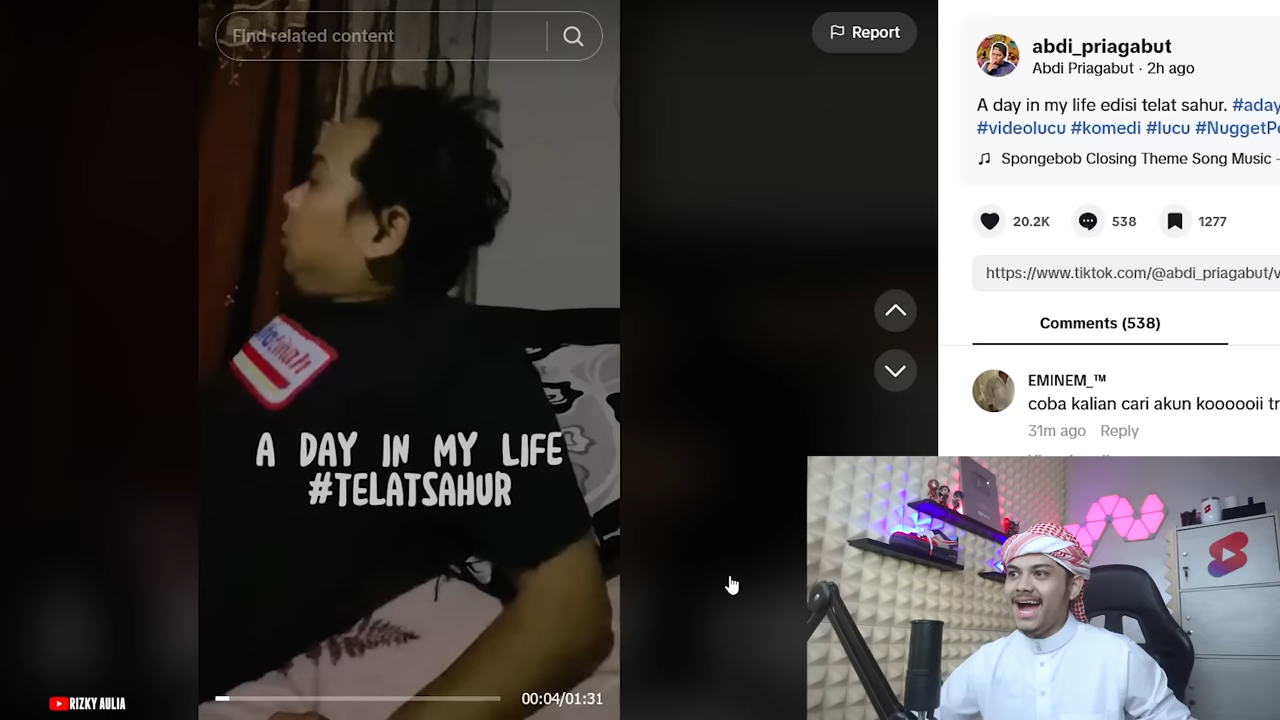 Find related content
Report
A DAY IN MY LIFE
#TELATSAHUR
00:04/01:31
RIZKY AULIA
abdi_priagabut
Abdi Priagabut · 2h ago
A day in my life edisi telat sahur. #aday
#videolucu #komedi #lucu #NuggetPe
Spongebob Closing Theme Song Music -
20.2K 538 1277
https://www.tiktok.com/@abdi_priagabut/v
Comments (538)
EMINEM_™
coba kalian cari akun koooooii tr
31m ago Reply